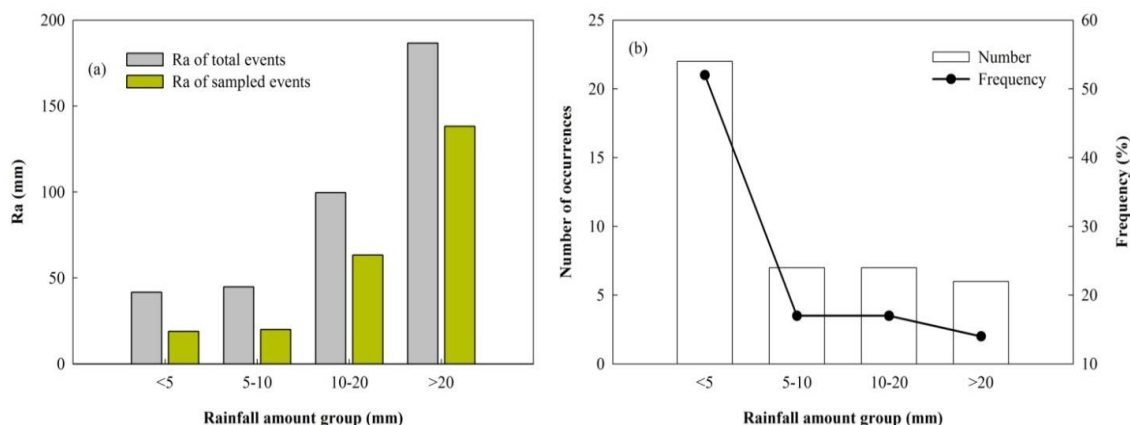 (a)
Ra of total events
Ra of sampled events
Ra (mm)
200
150
100
50
0
<5 5-10 10-20 >20
Rainfall amount group (mm)
(b)
Number
Frequency
Number of occurrences
25
20
15
10
5
0
Frequency (%)
60
50
40
30
20
10
<5 5-10 10-20 >20
Rainfall amount group (mm)